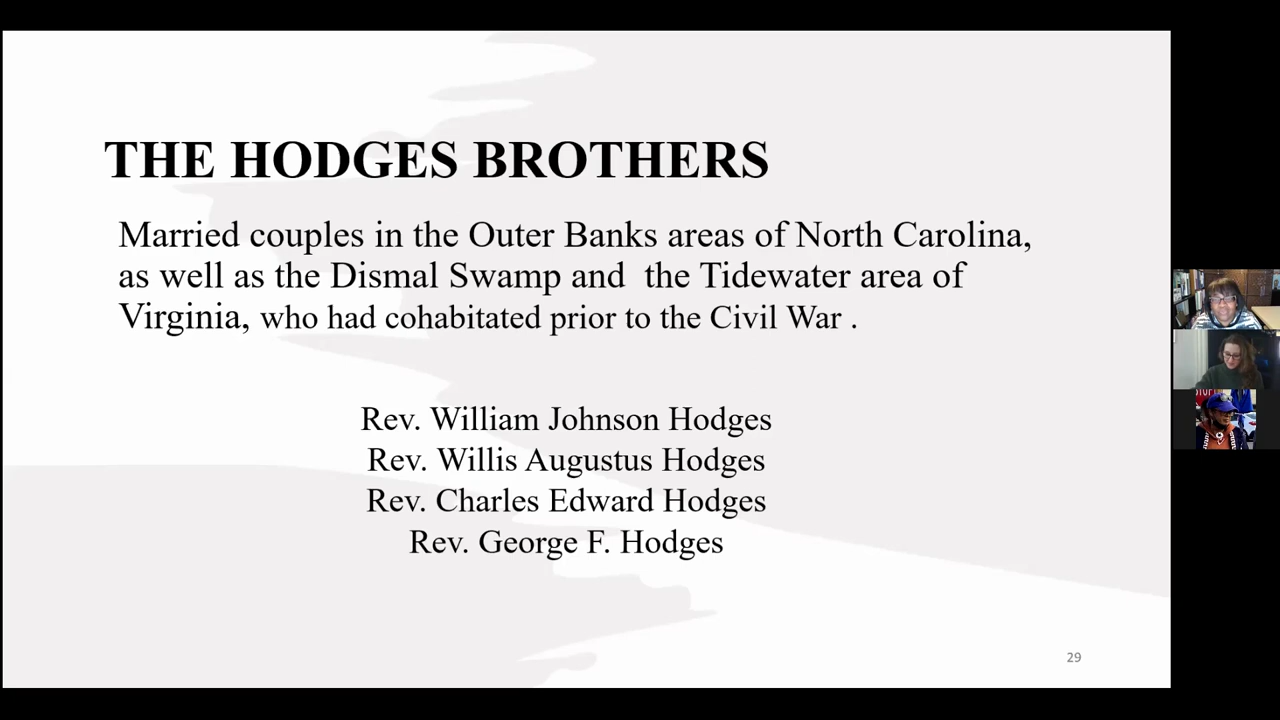 THE HODGES BROTHERS
Married couples in the Outer Banks areas of North Carolina,
as well as the Dismal Swamp and the Tidewater area of
Virginia, who had cohabitated prior to the Civil War .
Rev. William Johnson Hodges
Rev. Willis Augustus Hodges
Rev. Charles Edward Hodges
Rev. George F. Hodges
29